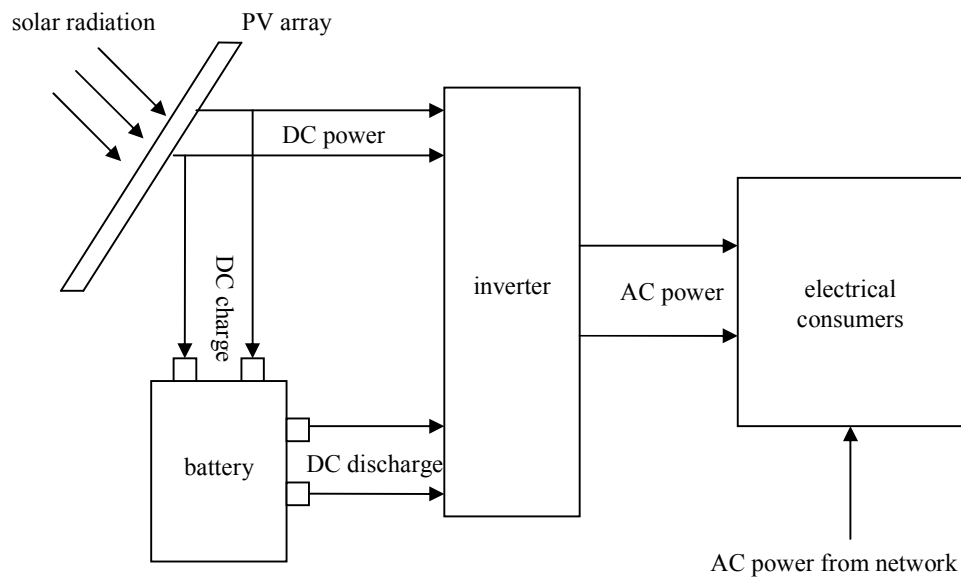 solar radiation
PV array
DC power
DC charge
inverter
AC power
electrical
consumers
battery
DC discharge
AC power from network